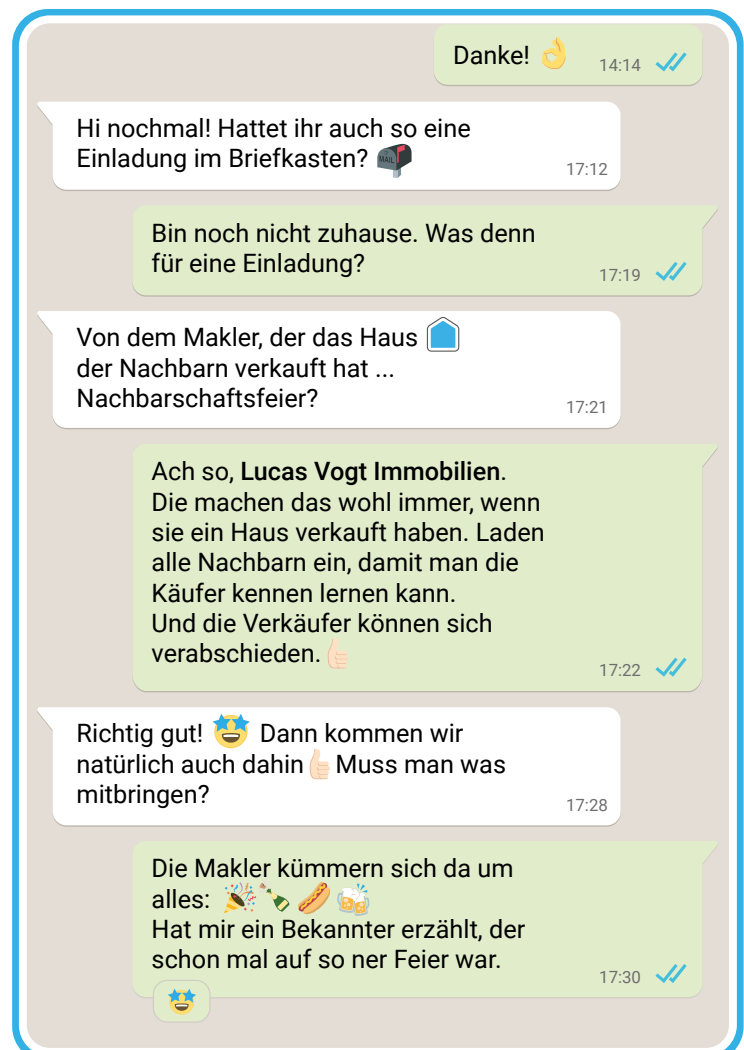 Danke! 👌 14:14
Hi nochmal! Hattet ihr auch so eine
Einladung im Briefkasten? 📬
MAIL
17:12
Bin noch nicht zuhause. Was denn
für eine Einladung?
17:19
Von dem Makler, der das Haus
der Nachbarn verkauft hat ...
Nachbarschaftsfeier?
17:21
Ach so, Lucas Vogt Immobilien.
Die machen das wohl immer, wenn
sie ein Haus verkauft haben. Laden
alle Nachbarn ein, damit man die
Käufer kennen lernen kann.
Und die Verkäufer können sich
verabschieden. 👍🏻
17:22
Richtig gut! 🤩 Dann kommen wir
natürlich auch dahin 👍🏻 Muss man was
mitbringen?
17:28
Die Makler kümmern sich da um
alles: 🎉🍾🌭🍻
Hat mir ein Bekannter erzählt, der
schon mal auf so ner Feier war.
17:30
🤩